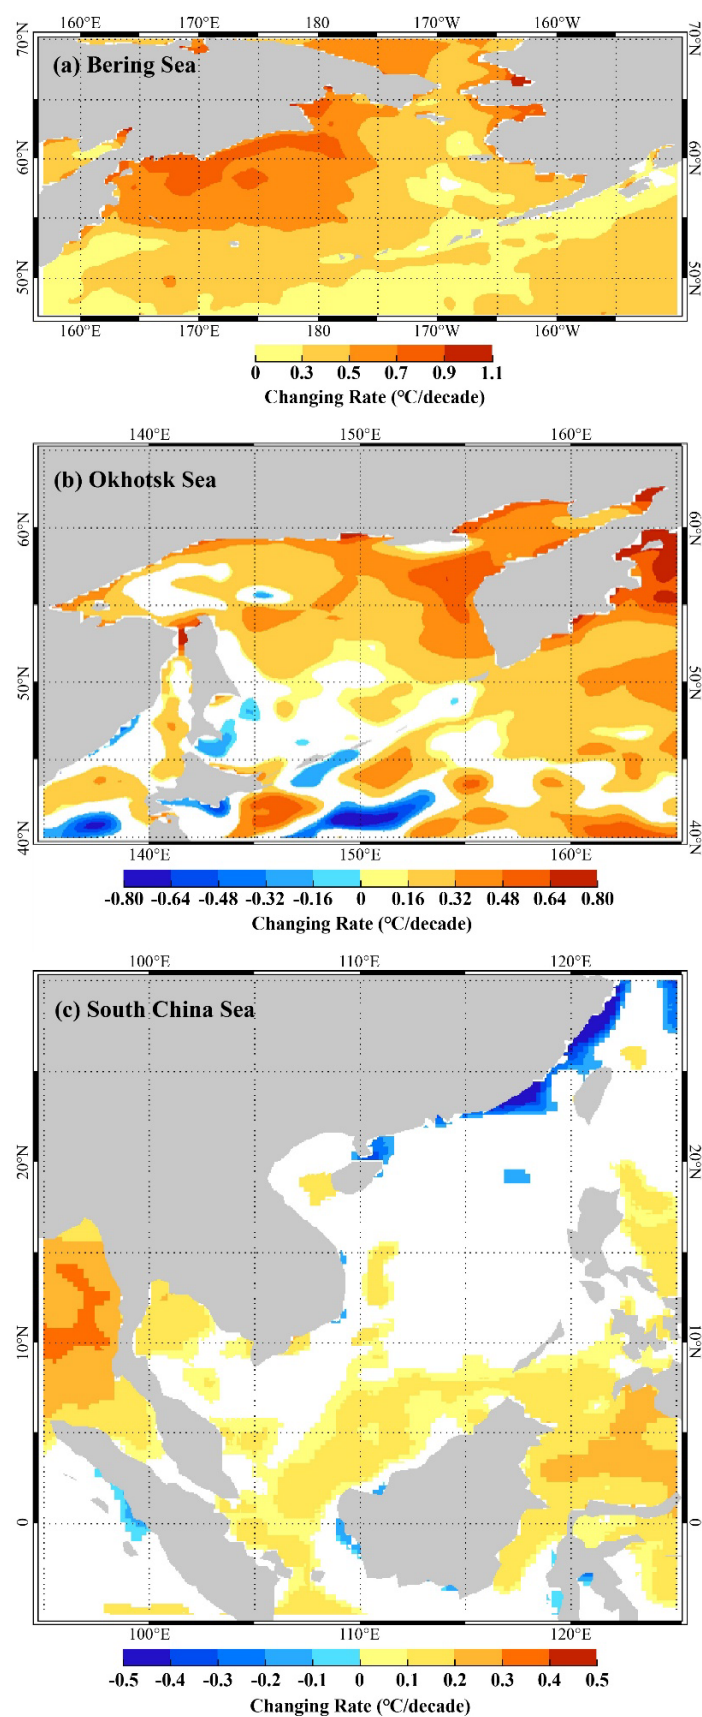 160°E 170°E 180 170°W 160°W
70°N 70°N
(a) Bering Sea
60°N 60°N
50°N 50°N
160°E 170°E 180 170°W 160°W
0 0.3 0.5 0.7 0.9 1.1
Changing Rate (℃/decade)
140°E 150°E 160°E
(b) Okhotsk Sea
60°N 60°N
50°N 50°N
40°N 40°N
140°E 150°E 160°E
-0.80 -0.64 -0.48 -0.32 -0.16 0 0.16 0.32 0.48 0.64 0.80
Changing Rate (℃/decade)
100°E 110°E 120°E
(c) South China Sea
20°N 20°N
10°N 10°N
0 0
100°E 110°E 120°E
-0.5 -0.4 -0.3 -0.2 -0.1 0 0.1 0.2 0.3 0.4 0.5
Changing Rate (℃/decade)